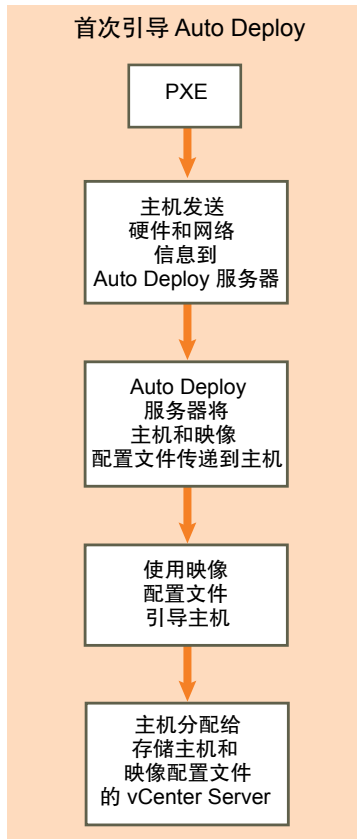 首次引导 Auto Deploy
PXE
主机发送
硬件和网络
信息到
Auto Deploy 服务器
Auto Deploy
服务器将
主机和映像
配置文件传递到主机
使用映像
配置文件
引导主机
主机分配给
存储主机和
映像配置文件
的 vCenter Server